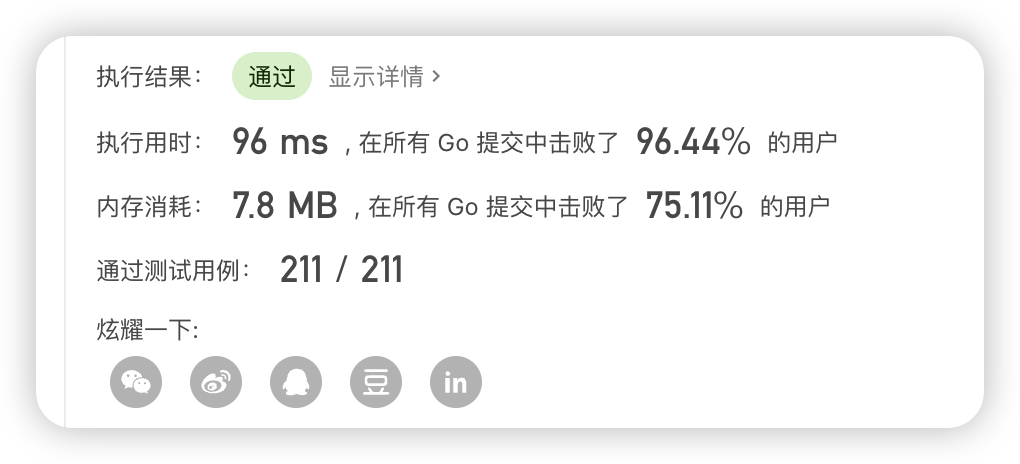 执行结果： 通过 显示详情 >
执行用时： 96 ms , 在所有 Go 提交中击败了 96.44% 的用户
内存消耗： 7.8 MB , 在所有 Go 提交中击败了 75.11% 的用户
通过测试用例： 211 / 211
炫耀一下:
豆 in